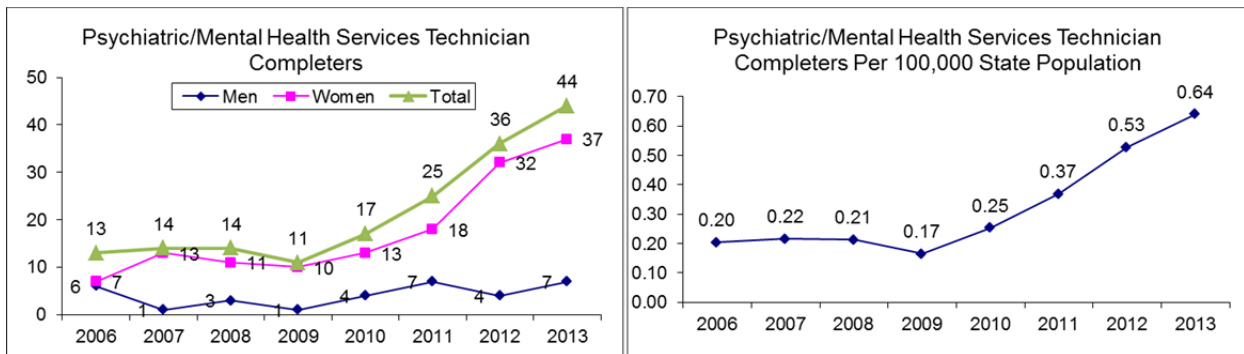 Psychiatric/Mental Health Services Technician
Completers
Men Women Total
50
40
30
20
10
0
13 14 14 11 17 25 36 44
7 13 11 10 13 18 32 37
6 1 3 1 4 7 4 7
2006 2007 2008 2009 2010 2011 2012 2013
Psychiatric/Mental Health Services Technician
Completers Per 100,000 State Population
0.70
0.60
0.50
0.40
0.30
0.20
0.10
0.00
0.20 0.22 0.21 0.17 0.25 0.37 0.53 0.64
2006 2007 2008 2009 2010 2011 2012 2013